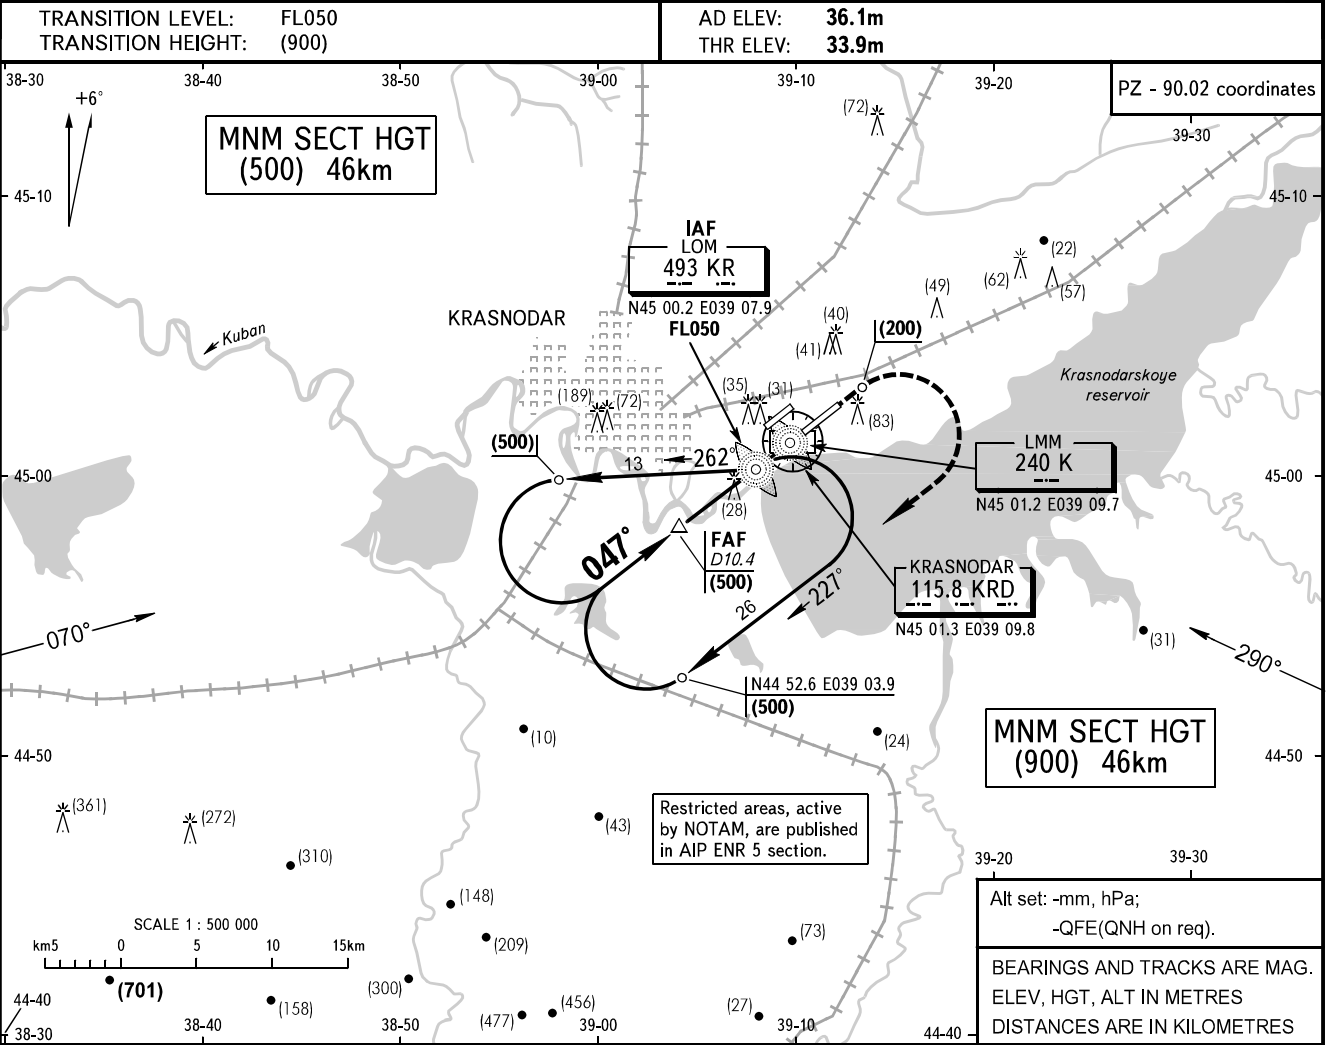 TRANSITION LEVEL: FL050
TRANSITION HEIGHT: (900)
AD ELEV: 36.1m
THR ELEV: 33.9m
38-30
38-40
38-50
39-00
39-10
39-20
PZ - 90.02 coordinates
39-30
+6°
MNM SECT HGT
(500) 46km
(72)
45-10
45-10
IAF
LOM
493 KR
N45 00.2 E039 07.9
FL050
(22)
(62)
(57)
(49)
KRASNODAR
Kuban
(40)
(41)
(200)
Krasnodarskoye
reservoir
(189)
(72)
(35)
(31)
(83)
(500)
13
262°
LMM
240 K
N45 01.2 E039 09.7
45-00
45-00
(28)
FAF
D10.4
(500)
047°
KRASNODAR
115.8 KRD
N45 01.3 E039 09.8
227°
26
070°
(31)
290°
N44 52.6 E039 03.9
(500)
(10)
(24)
MNM SECT HGT
(900) 46km
44-50
44-50
(361)
(272)
(310)
(43)
Restricted areas, active
by NOTAM, are published
in AIP ENR 5 section.
39-20
39-30
(148)
(209)
(73)
Alt set: -mm, hPa;
-QFE(QNH on req).
SCALE 1 : 500 000
km5 0 5 10 15km
(701)
(158)
(300)
(477)
(456)
(27)
BEARINGS AND TRACKS ARE MAG.
ELEV, HGT, ALT IN METRES
DISTANCES ARE IN KILOMETRES
44-40
38-30
38-40
38-50
39-00
39-10
44-40